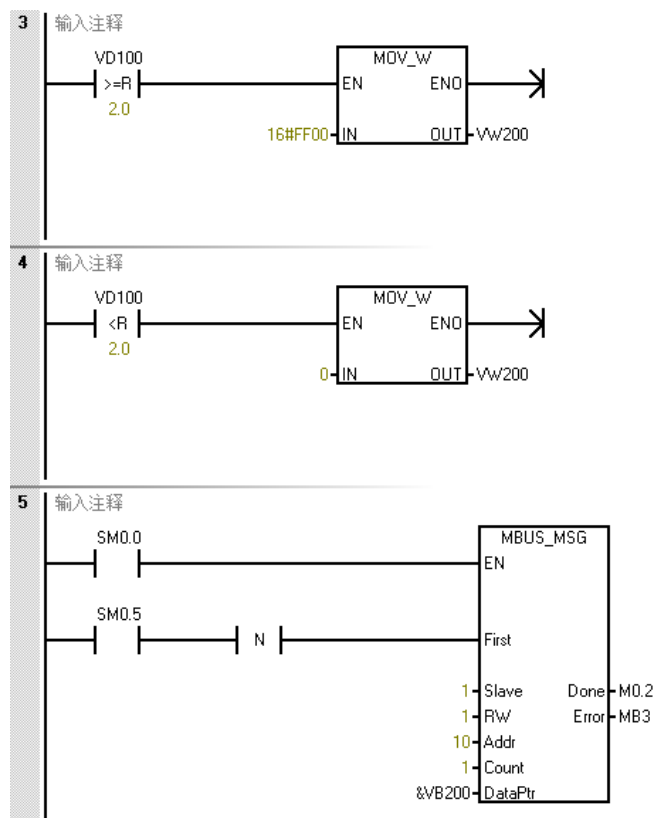 3 输入注释
VD100 MOV_W
>=R EN ENO
2.0
16#FF00 IN OUT VW200
4 输入注释
VD100 MOV_W
<R EN ENO
2.0
0 IN OUT VW200
5 输入注释
SM0.0 MBUS_MSG
EN
SM0.5
N First
1 Slave Done M0.2
1 RW Error MB3
10 Addr
1 Count
&VB200 DataPtr